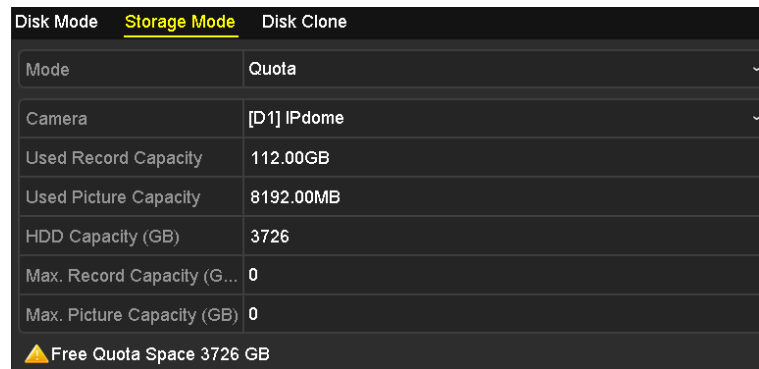 Disk Mode Storage Mode Disk Clone
Mode Quota
Camera [D1] IPdome
Used Record Capacity 112.00GB
Used Picture Capacity 8192.00MB
HDD Capacity (GB) 3726
Max. Record Capacity (G... 0
Max. Picture Capacity (GB) 0
Free Quota Space 3726 GB